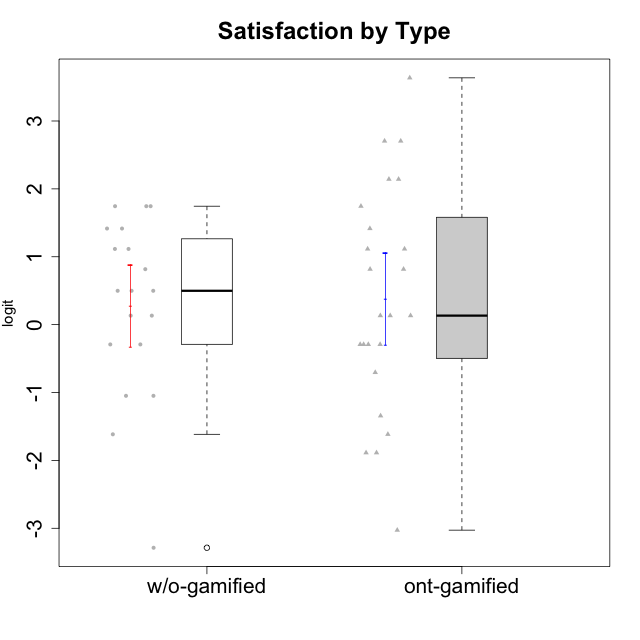 Satisfaction by Type
logit
3
2
1
0
-1
-2
-3
w/o-gamified
ont-gamified